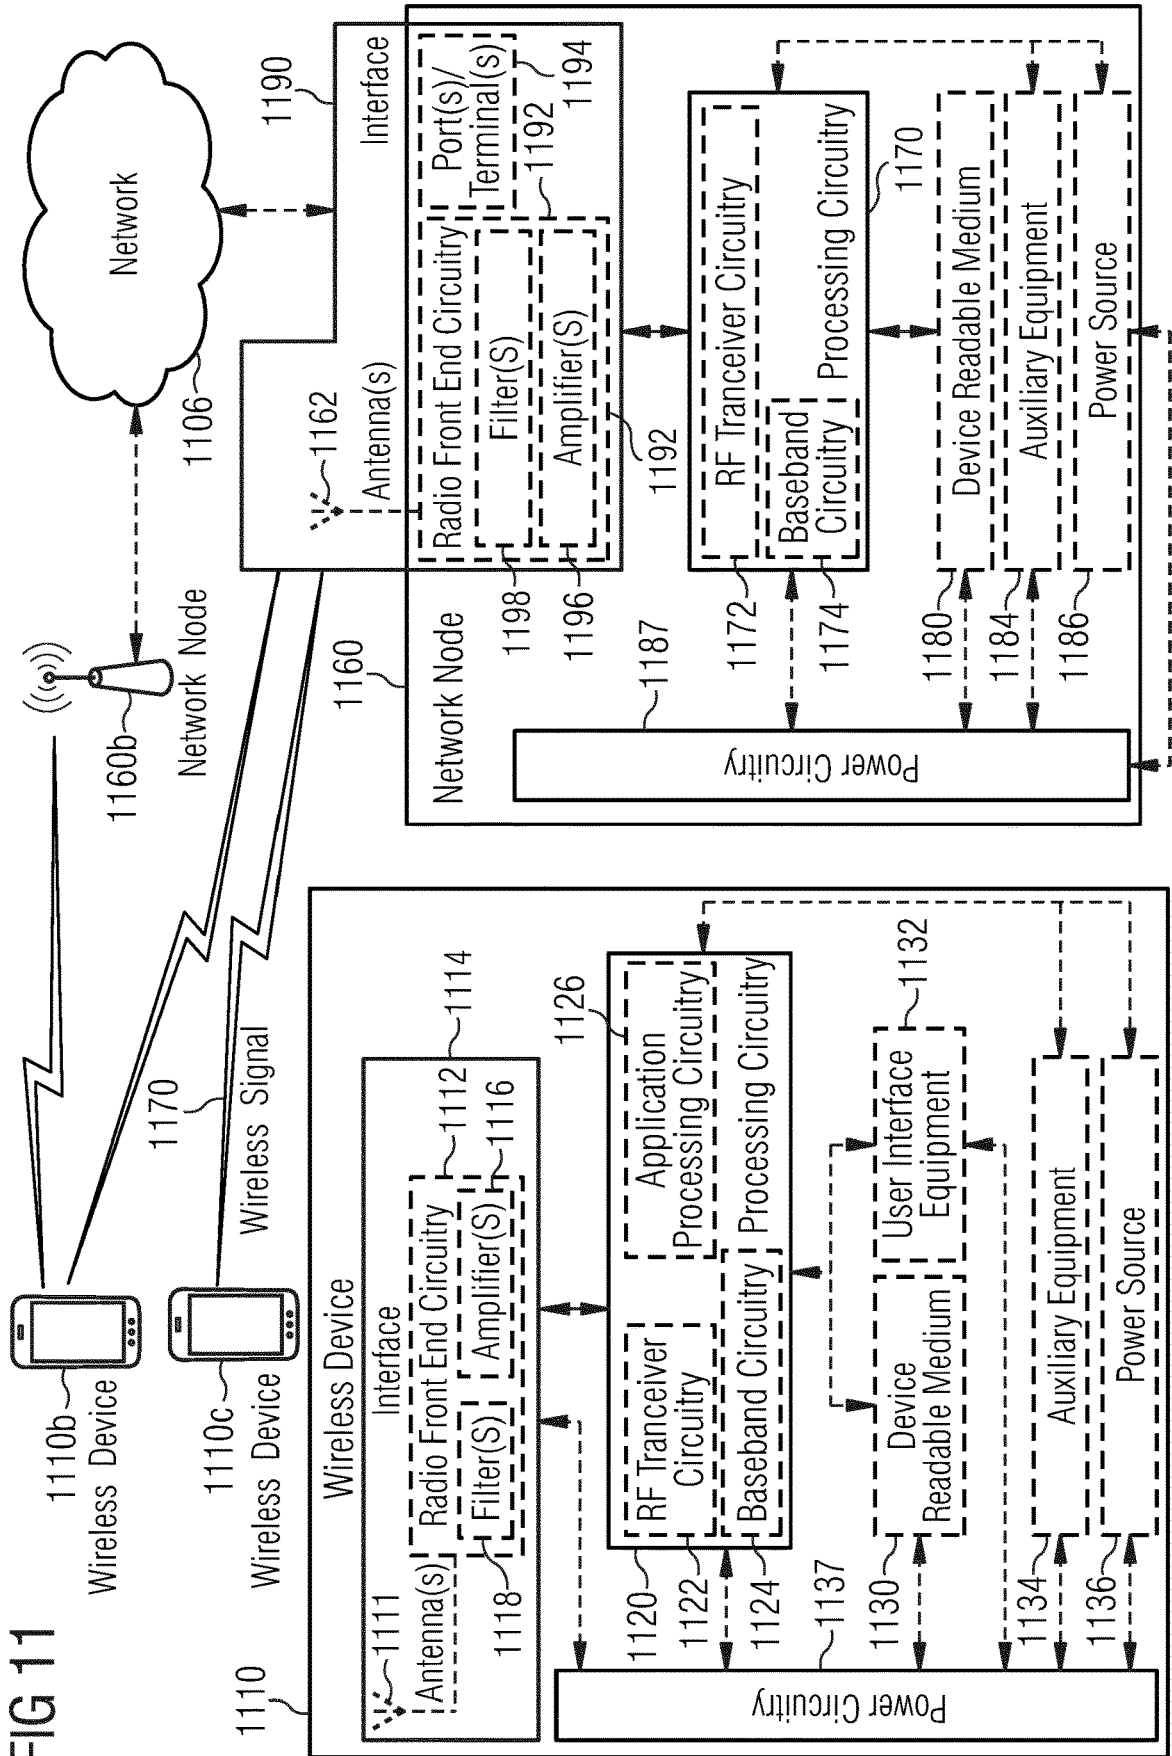 FIG 11
1110b
Wireless Device
1110c
Wireless Device
1170
Wireless Signal
1160b
Network Node
1106
Network
1110
Wireless Device
1111
Antenna(s)
Interface
1114
Radio Front End Circuitry
1112
Filter(S)
1118
Amplifier(S)
1116
1120
RF Tranceiver
Circuitry
1122
Application
Processing Circuitry
1126
Baseband Circuitry
1124
Processing Circuitry
1137
Power Circuitry
1130
Device
Readable Medium
User Interface
Equipment
1132
1134
Auxiliary Equipment
1136
Power Source
1160
Network Node
1190
Interface
1162
Antenna(s)
Radio Front End Circuitry
1192
Port(s)/
Terminal(s)
1194
Filter(S)
1198
Amplifier(S)
1196
1192
RF Tranceiver Circuitry
1172
Baseband
Circuitry
1174
Processing Circuitry
1170
1187
Power Circuitry
1180
Device Readable Medium
1184
Auxiliary Equipment
1186
Power Source